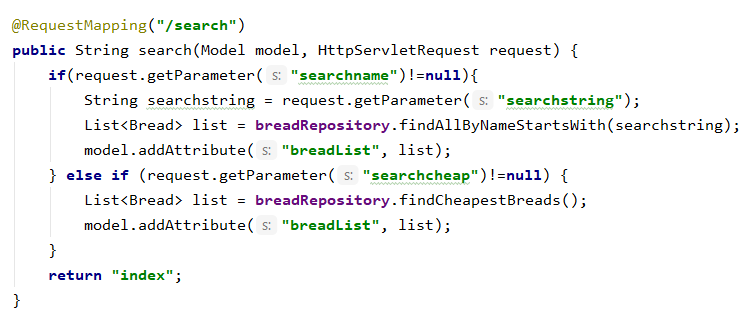 @RequestMapping("/search")
public String search(Model model, HttpServletRequest request) {
    if(request.getParameter( s: "searchname")!=null){
        String searchstring = request.getParameter( s: "searchstring");
        List<Bread> list = breadRepository.findAllByNameStartsWith(searchstring);
        model.addAttribute( s: "breadList", list);
    } else if (request.getParameter( s: "searchcheap")!=null) {
        List<Bread> list = breadRepository.findCheapestBreads();
        model.addAttribute( s: "breadList", list);
    }
    return "index";
}